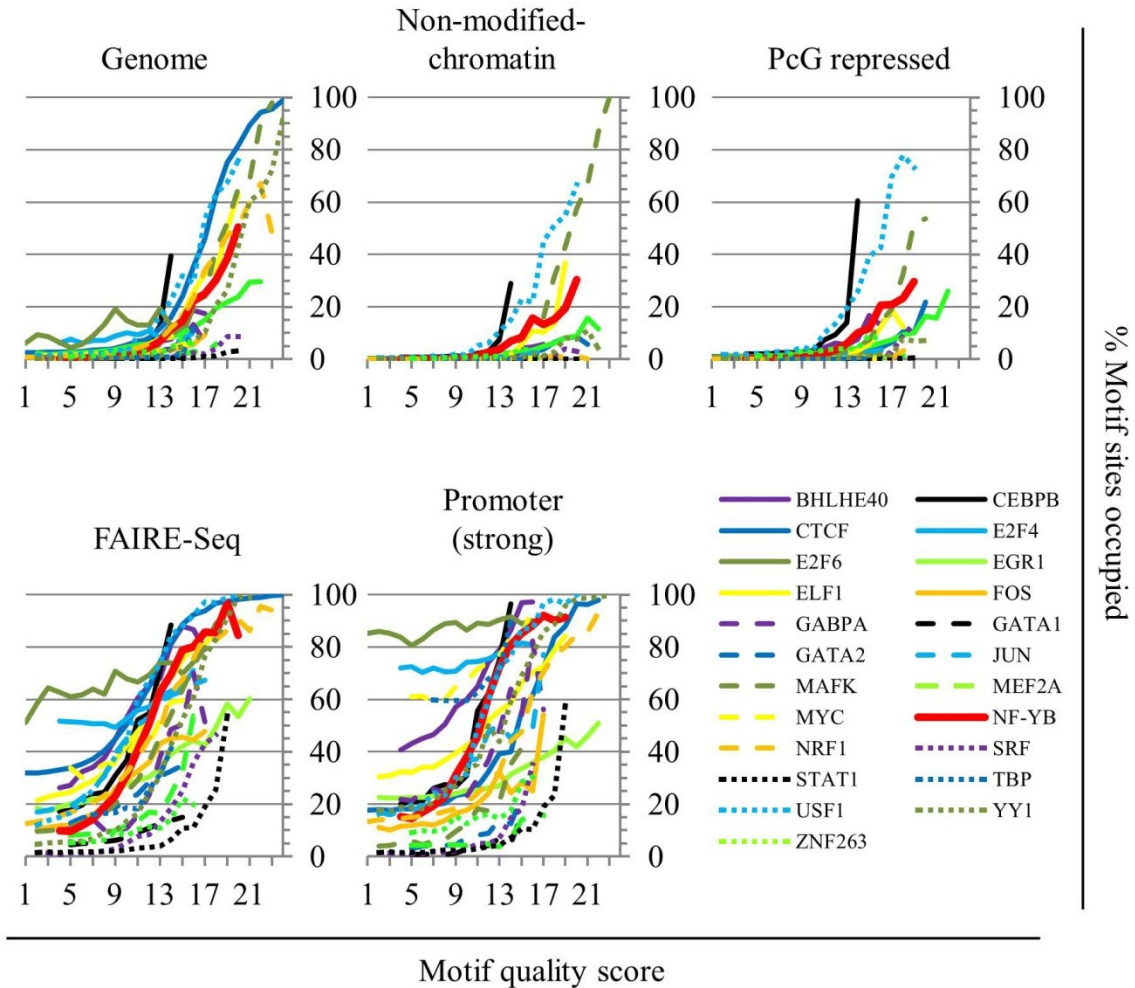 Genome
Non-modified-
chromatin
PcG repressed
100
80
60
40
20
0
1 5 9 13 17 21
100
80
60
40
20
0
1 5 9 13 17 21
100
80
60
40
20
0
1 5 9 13 17 21
% Motif sites occupied
FAIRE-Seq
Promoter
(strong)
100
80
60
40
20
0
1 5 9 13 17 21
100
80
60
40
20
0
1 5 9 13 17 21
BHLHE40 CEBPB
CTCF E2F4
E2F6 EGR1
ELF1 FOS
GABPA GATA1
GATA2 JUN
MAFK MEF2A
MYC NF-YB
NRF1 SRF
STAT1 TBP
USF1 YY1
ZNF263
Motif quality score